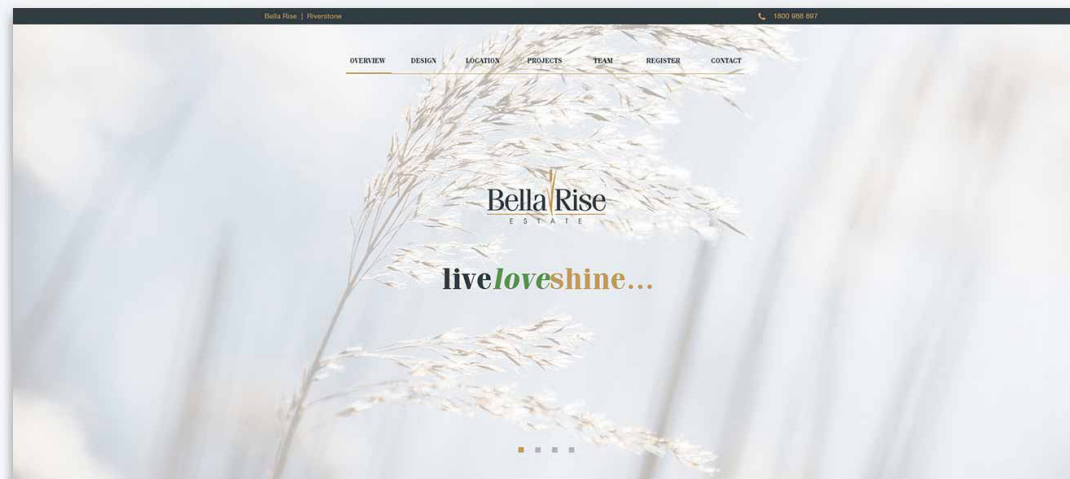 Bella Rise | Riverstone
1800 988 897
OVERVIEW DESIGN LOCATION PROJECTS TEAM REGISTER CONTACT
Bella Rise
ESTATE
liveloveshine...